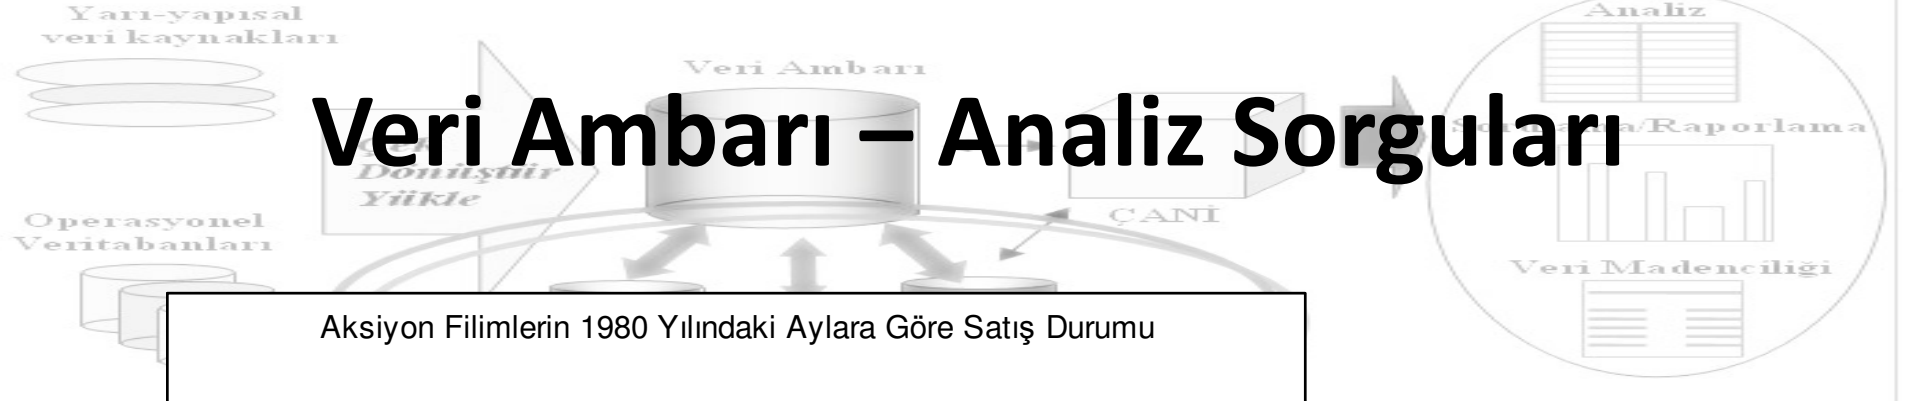 Yarı-yapısal
veri kaynakları
Analiz
Veri Ambarı
Veri Ambarı – Analiz Sorguları
Raporlama
Dönüştür
Yükle
Operasyonel
Veritabanları
ÇANİ
Veri Madenciliği
Aksiyon Filimlerin 1980 Yılındaki Aylara Göre Satış Durumu